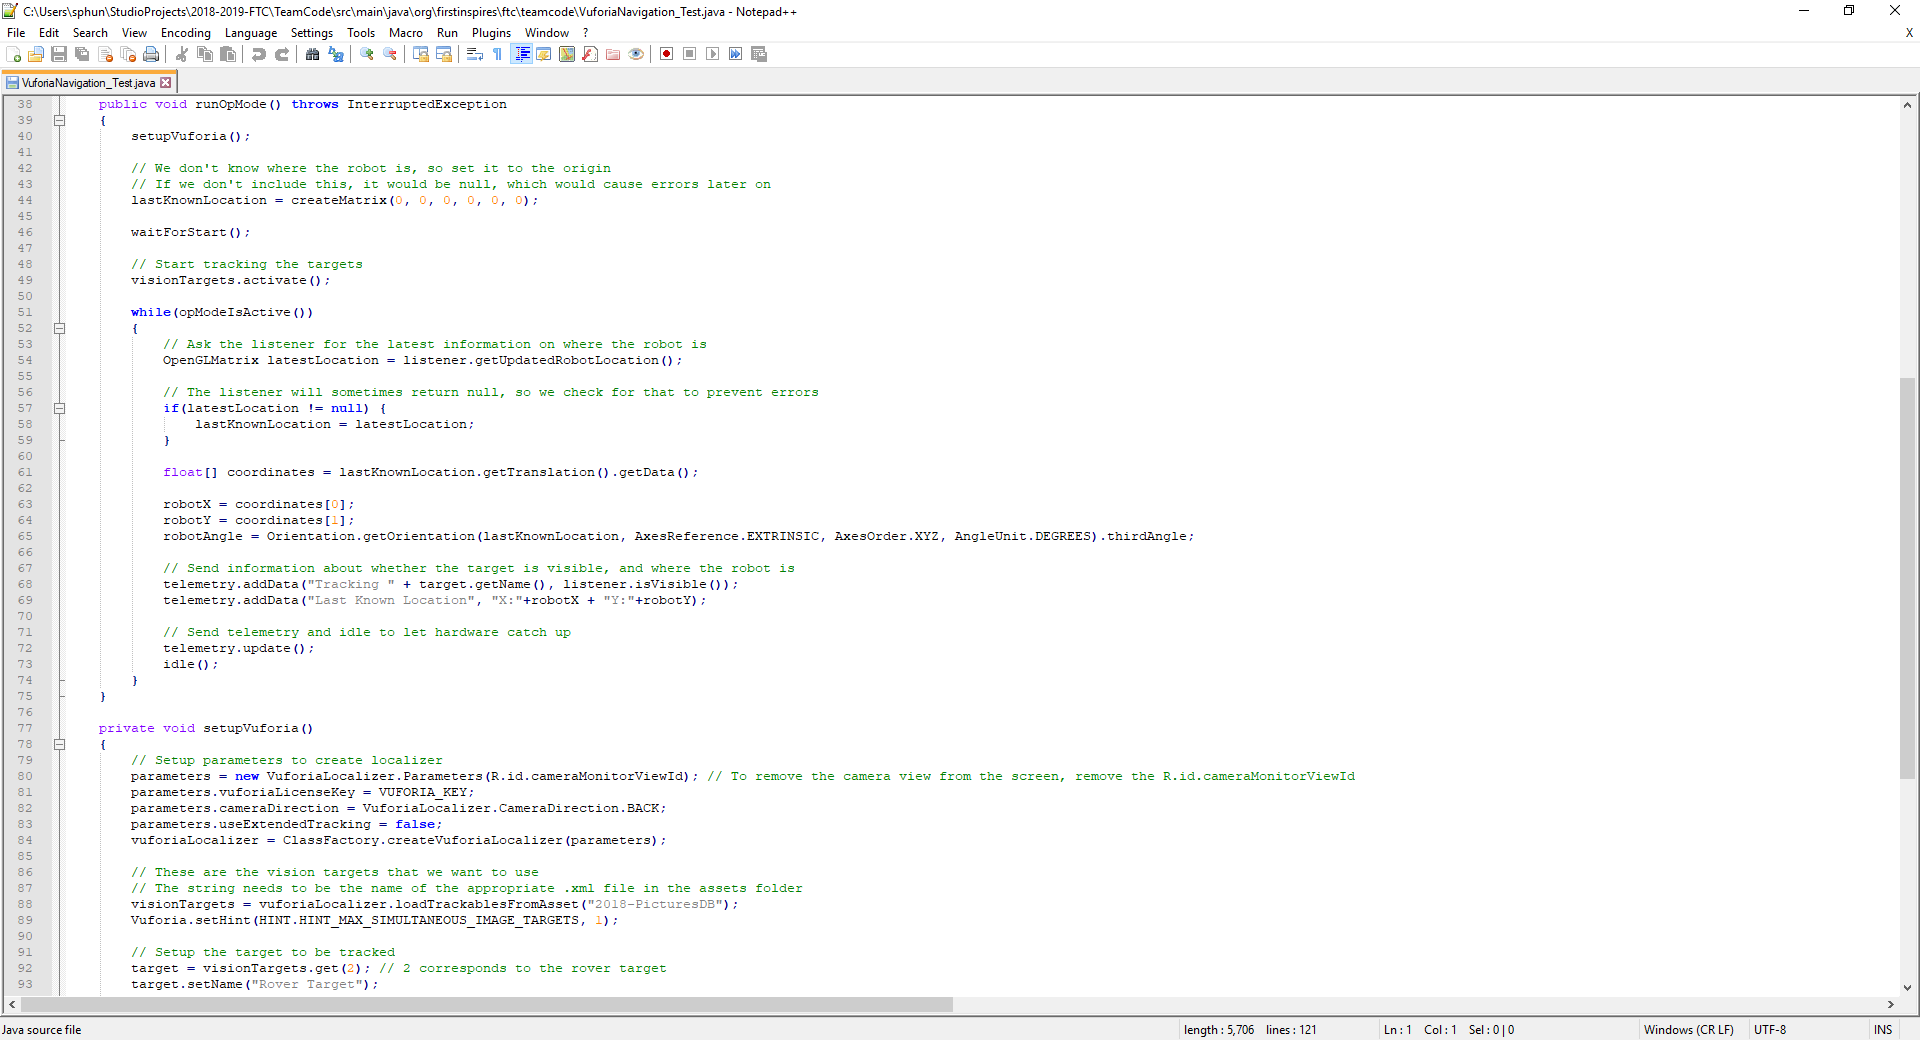 C:\Users\sphun\StudioProjects\2018-2019-FTC\TeamCode\src\main\java\org\firstinspires\ftc\teamcode\VuforiaNavigation_Test.java - Notepad++
File Edit Search View Encoding Language Settings Tools Macro Run Plugins Window ? X
VuforiaNavigation_Test.java
38 public void runOpMode() throws InterruptedException
39 {
40 setupVuforia();
41
42 // We don't know where the robot is, so set it to the origin
43 // If we don't include this, it would be null, which would cause errors later on
44 lastKnownLocation = createMatrix(0, 0, 0, 0, 0, 0);
45
46 waitForStart();
47
48 // Start tracking the targets
49 visionTargets.activate();
50
51 while(opModeIsActive())
52 {
53 // Ask the listener for the latest information on where the robot is
54 OpenGLMatrix latestLocation = listener.getUpdatedRobotLocation();
55
56 // The listener will sometimes return null, so we check for that to prevent errors
57 if(latestLocation != null) {
58 lastKnownLocation = latestLocation;
59 }
60
61 float[] coordinates = lastKnownLocation.getTranslation().getData();
62
63 robotX = coordinates[0];
64 robotY = coordinates[1];
65 robotAngle = Orientation.getOrientation(lastKnownLocation, AxesReference.EXTRINSIC, AxesOrder.XYZ, AngleUnit.DEGREES).thirdAngle;
66
67 // Send information about whether the target is visible, and where the robot is
68 telemetry.addData("Tracking " + target.getName(), listener.isVisible());
69 telemetry.addData("Last Known Location", "X:"+robotX + "Y:"+robotY);
70
71 // Send telemetry and idle to let hardware catch up
72 telemetry.update();
73 idle();
74 }
75 }
76
77 private void setupVuforia()
78 {
79 // Setup parameters to create localizer
80 parameters = new VuforiaLocalizer.Parameters(R.id.cameraMonitorViewId); // To remove the camera view from the screen, remove the R.id.cameraMonitorViewId
81 parameters.vuforiaLicenseKey = VUFORIA_KEY;
82 parameters.cameraDirection = VuforiaLocalizer.CameraDirection.BACK;
83 parameters.useExtendedTracking = false;
84 vuforiaLocalizer = ClassFactory.createVuforiaLocalizer(parameters);
85
86 // These are the vision targets that we want to use
87 // The string needs to be the name of the appropriate .xml file in the assets folder
88 visionTargets = vuforiaLocalizer.loadTrackablesFromAsset("2018-PicturesDB");
89 Vuforia.setHint(HINT.HINT_MAX_SIMULTANEOUS_IMAGE_TARGETS, 1);
90
91 // Setup the target to be tracked
92 target = visionTargets.get(2); // 2 corresponds to the rover target
93 target.setName("Rover Target");
Java source file length : 5,706 lines : 121 Ln : 1 Col : 1 Sel : 0 | 0 Windows (CR LF) UTF-8 INS